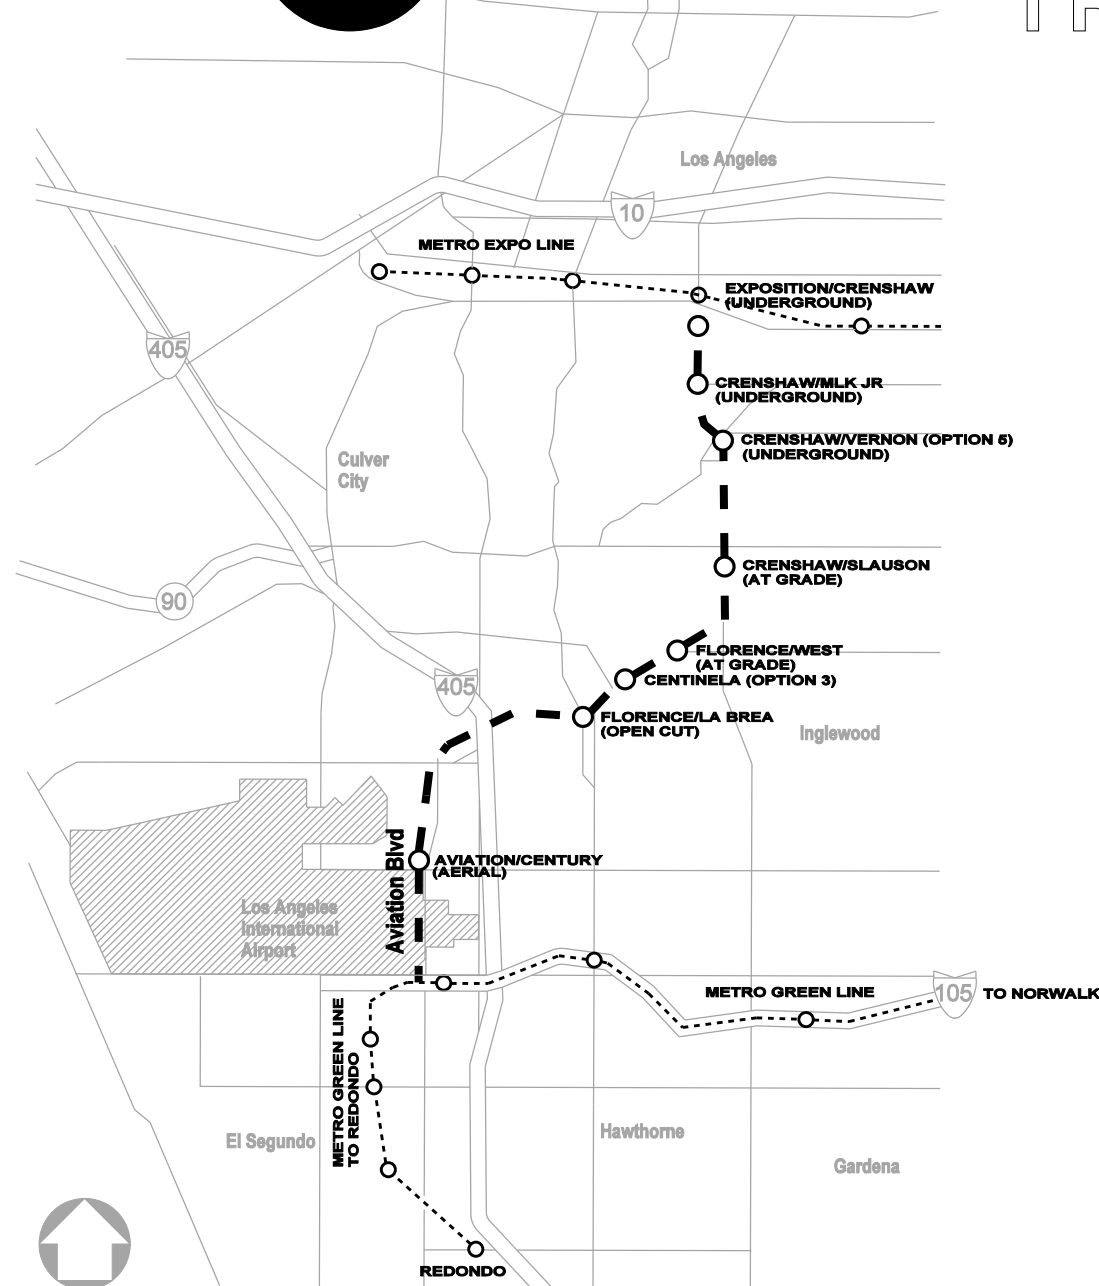 Los Angeles
10
METRO EXPO LINE
EXPOSITION/CRENSHAW
(UNDERGROUND)
405
CRENSHAW/MLK JR
(UNDERGROUND)
CRENSHAW/VERNON (OPTION 5)
(UNDERGROUND)
Culver
City
CRENSHAW/SLAUSON
(AT GRADE)
90
FLORENCE/WEST
(AT GRADE)
CENTINELA (OPTION 3)
405
FLORENCE/LA BREA
(OPEN CUT)
Inglewood
Aviation Blvd
AVIATION/CENTURY
(AERIAL)
Los Angeles
International
Airport
METRO GREEN LINE
105
TO NORWALK
METRO GREEN LINE
TO REDONDO
El Segundo
Hawthorne
Gardena
REDONDO